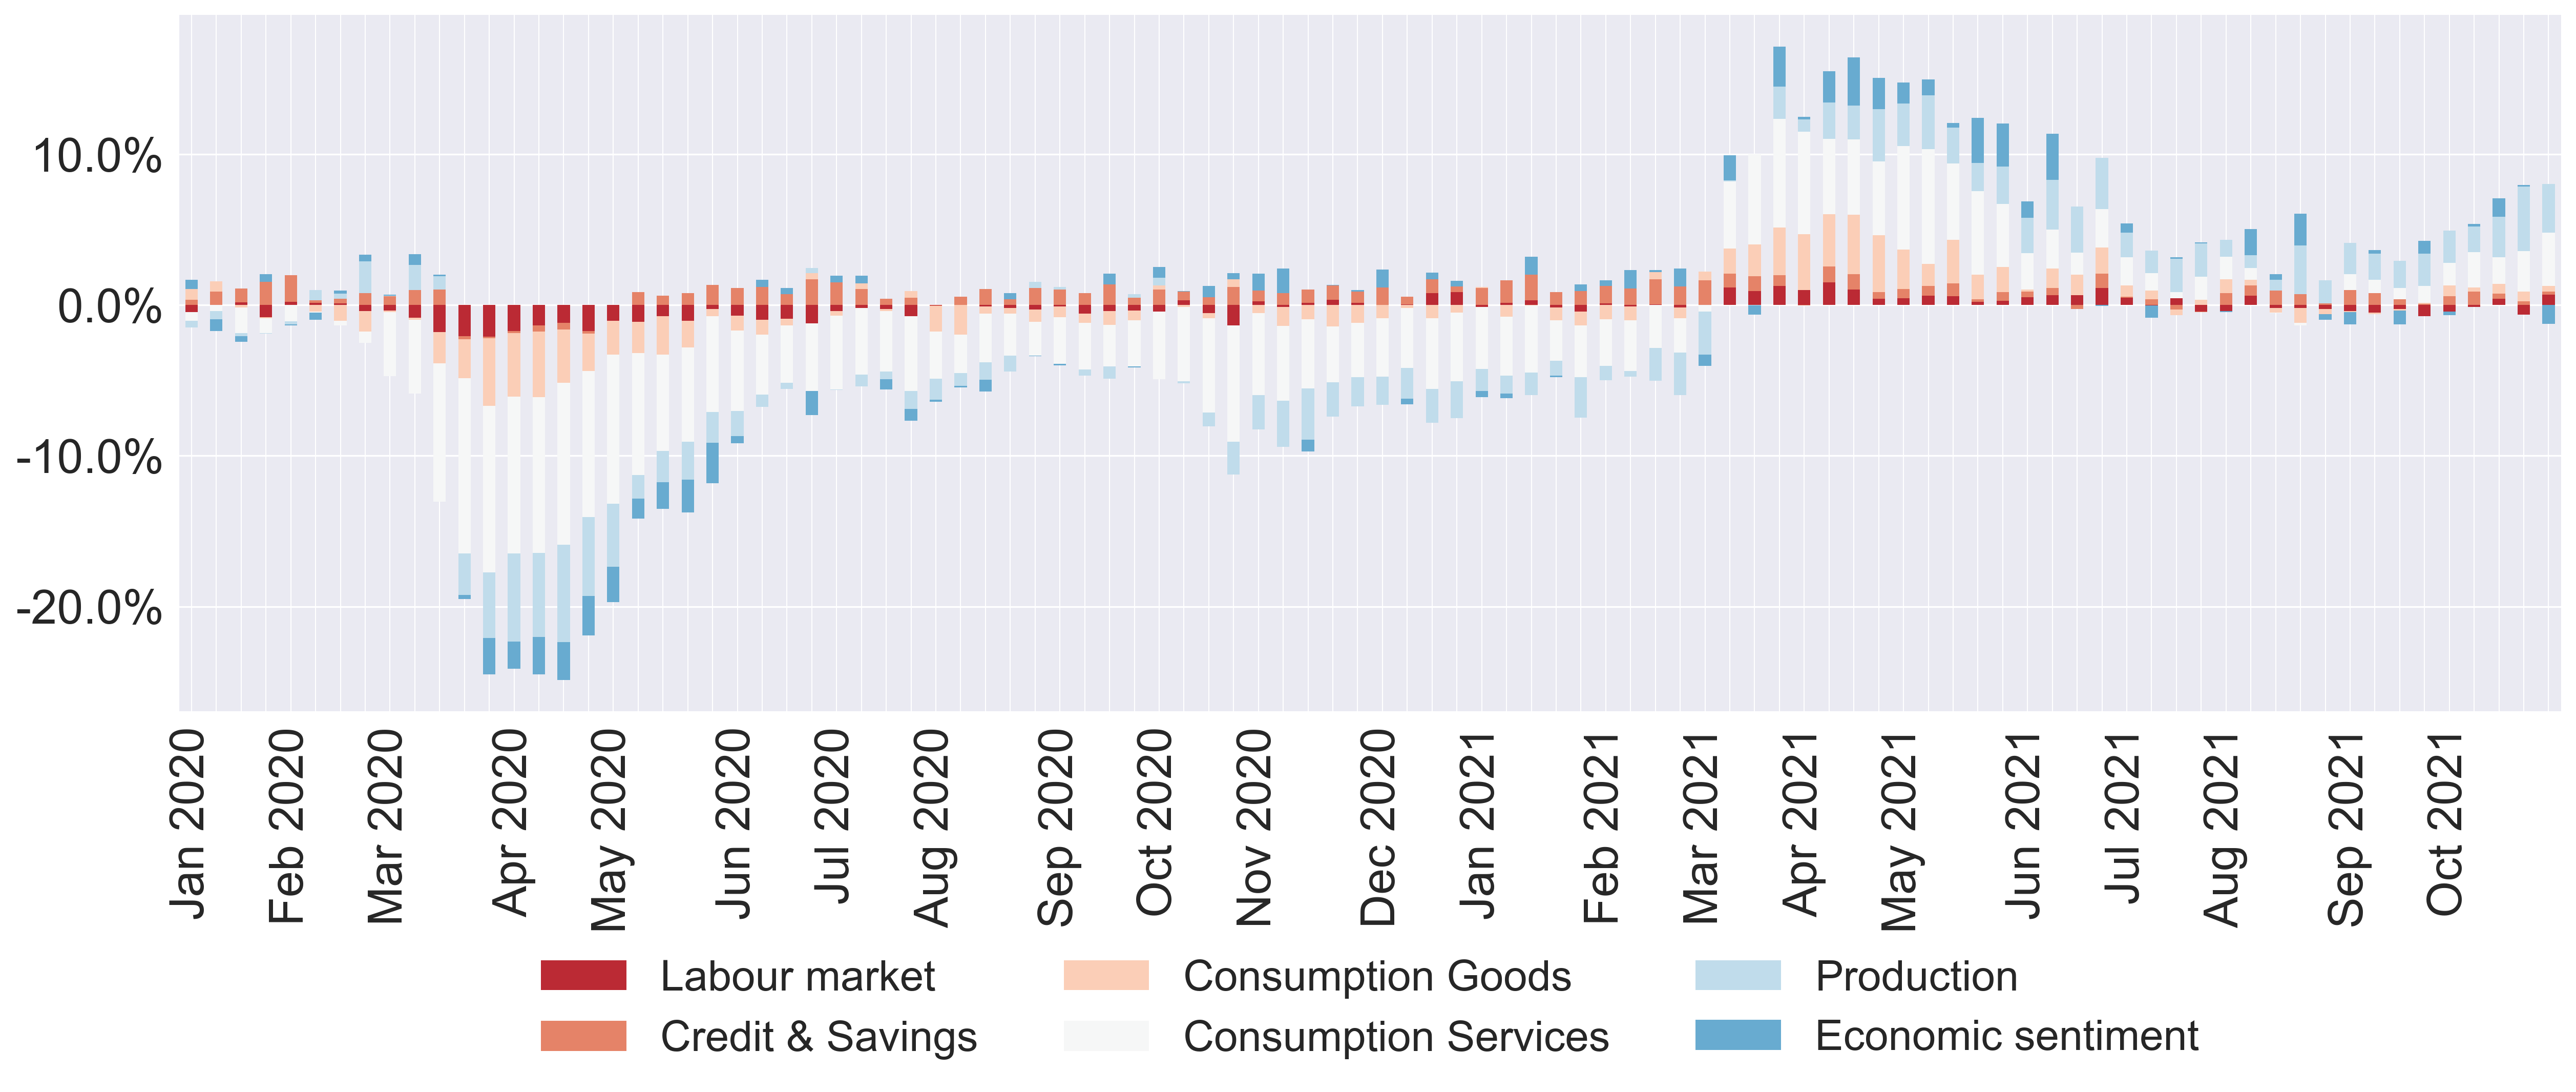 10.0%
0.0%
-10.0%
-20.0%
Jan 2020
Feb 2020
Mar 2020
Apr 2020
May 2020
Jun 2020
Jul 2020
Aug 2020
Sep 2020
Oct 2020
Nov 2020
Dec 2020
Jan 2021
Feb 2021
Mar 2021
Apr 2021
May 2021
Jun 2021
Jul 2021
Aug 2021
Sep 2021
Oct 2021
Labour market
Consumption Goods
Production
Credit & Savings
Consumption Services
Economic sentiment